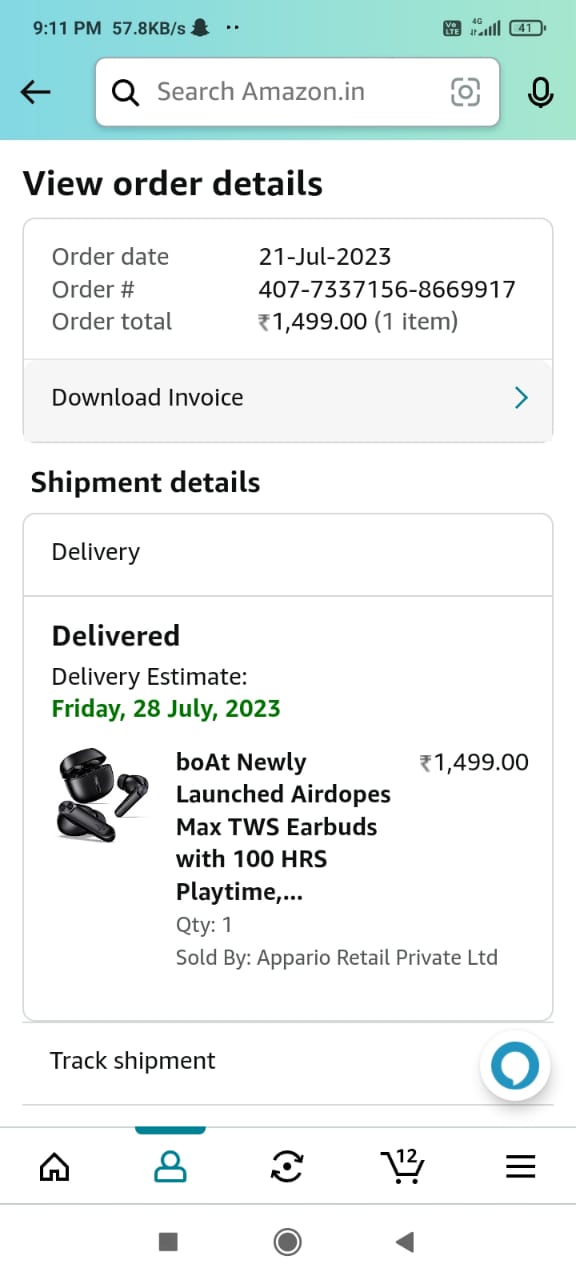 9:11 PM 57.8KB/s
Vo LTE 4G 41
Search Amazon.in
View order details
Order date 21-Jul-2023
Order # 407-7337156-8669917
Order total ₹1,499.00 (1 item)
Download Invoice
Shipment details
Delivery
Delivered
Delivery Estimate:
Friday, 28 July, 2023
boAt Newly ₹1,499.00
Launched Airdopes
Max TWS Earbuds
with 100 HRS
Playtime,...
Qty: 1
Sold By: Appario Retail Private Ltd
Track shipment
12